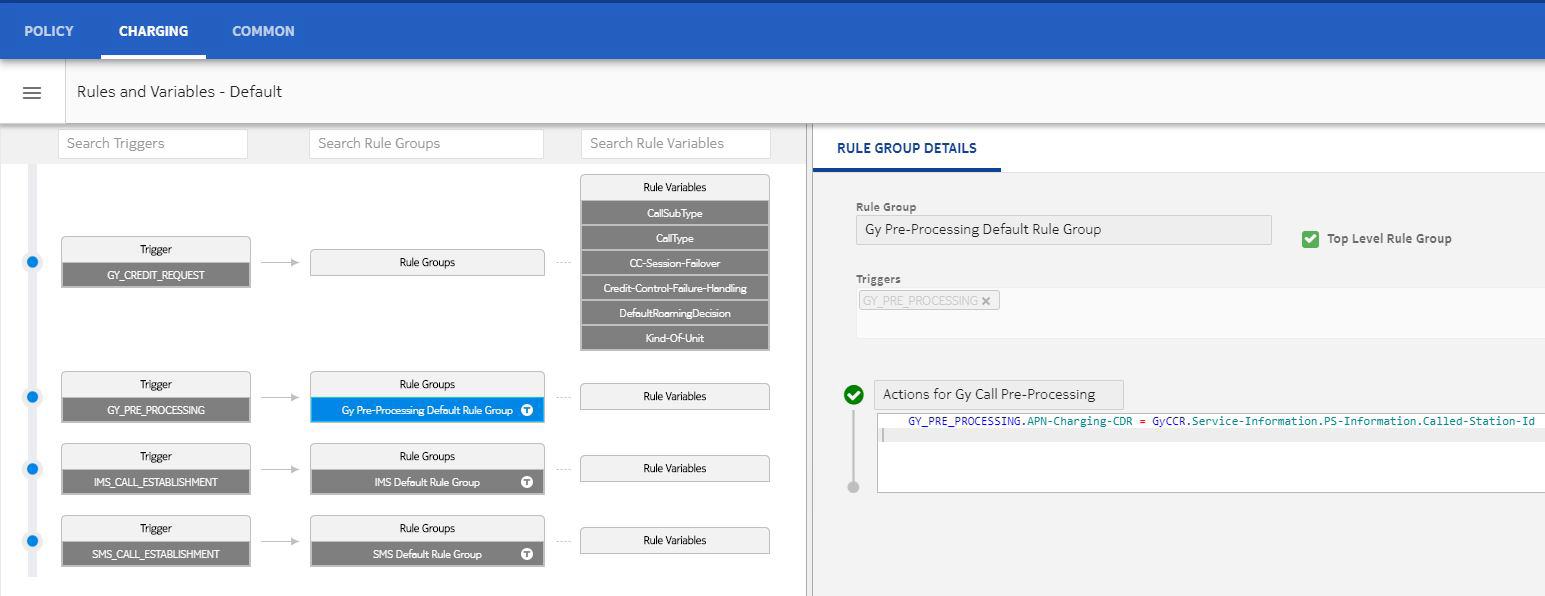 POLICY CHARGING COMMON
Rules and Variables - Default
Search Triggers
Search Rule Groups
Search Rule Variables
Trigger
GY_CREDIT_REQUEST
Rule Groups
Rule Variables
CallSubType
CallType
CC-Session-Failover
Credit-Control-Failure-Handling
DefaultRoamingDecision
Kind-Of-Unit
Trigger
GY_PRE_PROCESSING
Rule Groups
Gy Pre-Processing Default Rule Group T
Rule Variables
Trigger
IMS_CALL_ESTABLISHMENT
Rule Groups
IMS Default Rule Group T
Rule Variables
Trigger
SMS_CALL_ESTABLISHMENT
Rule Groups
SMS Default Rule Group T
Rule Variables
RULE GROUP DETAILS
Rule Group
Gy Pre-Processing Default Rule Group
Top Level Rule Group
Triggers
GY_PRE_PROCESSING
Actions for Gy Call Pre-Processing
GY_PRE_PROCESSING.APN-Charging-CDR = GyCCR.Service-Information.PS-Information.Called-Station-Id